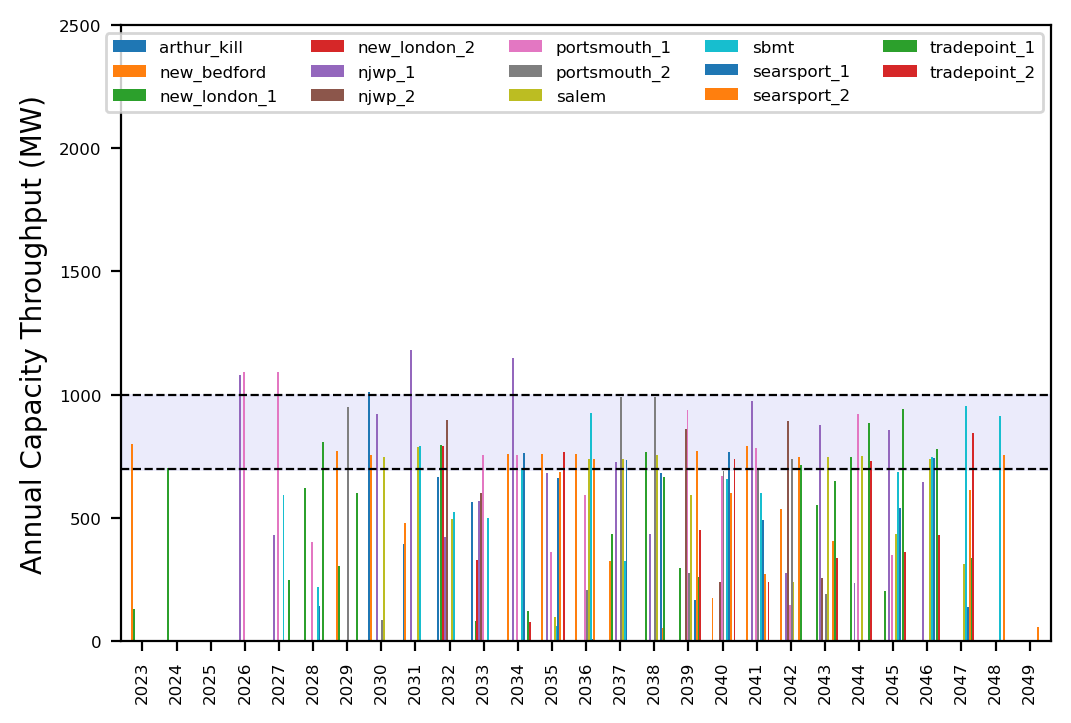 Annual Capacity Throughput (MW)
2500
2000
1500
1000
500
0
arthur_kill
new_bedford
new_london_1
new_london_2
njwp_1
njwp_2
portsmouth_1
portsmouth_2
salem
sbmt
searsport_1
searsport_2
tradepoint_1
tradepoint_2
2023
2024
2025
2026
2027
2028
2029
2030
2031
2032
2033
2034
2035
2036
2037
2038
2039
2040
2041
2042
2043
2044
2045
2046
2047
2048
2049